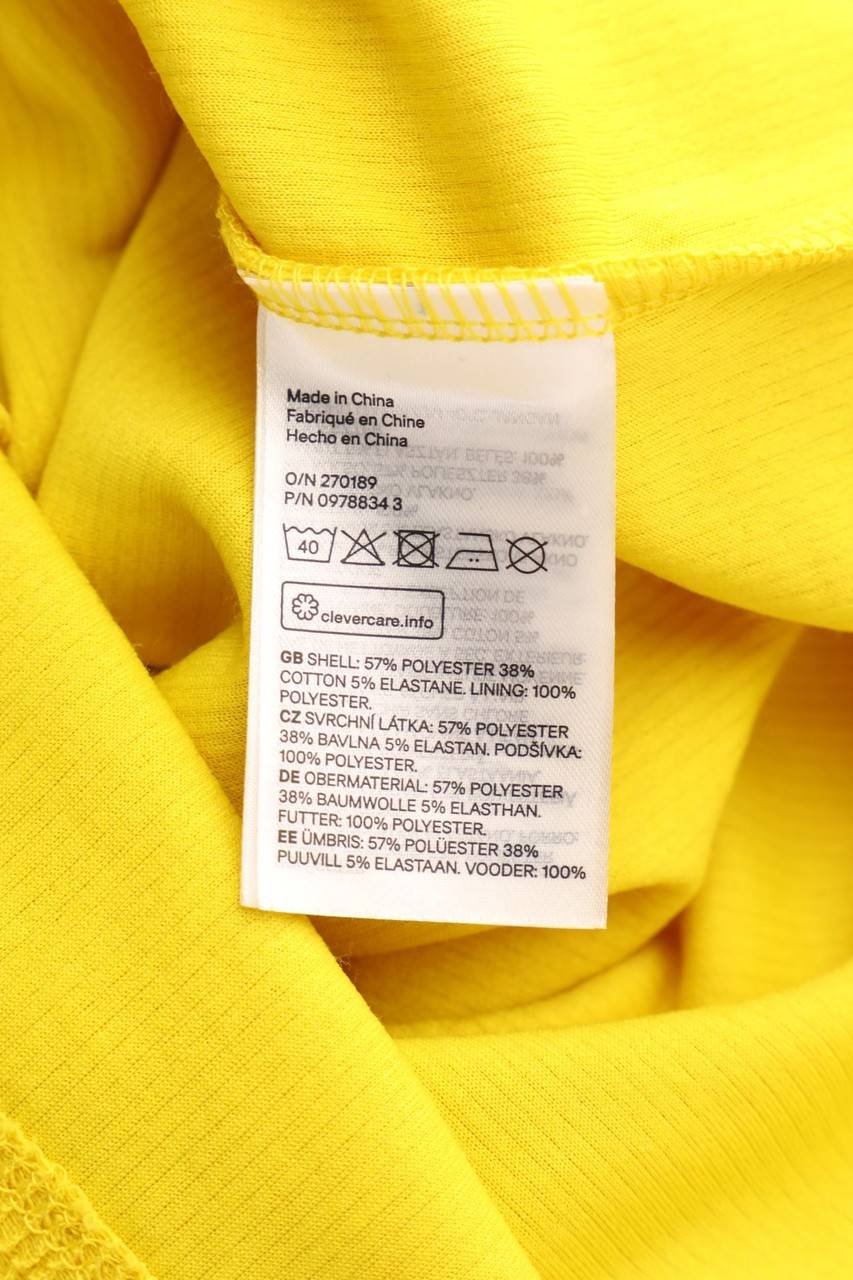 Made in China
Fabriqué en Chine
Hecho en China
O/N 270189
P/N 0978834 3
40
clevercare.info
GB SHELL: 57% POLYESTER 38%
COTTON 5% ELASTANE. LINING: 100%
POLYESTER.
CZ SVRCHNÍ LÁTKA: 57% POLYESTER
38% BAVLNA 5% ELASTAN. PODŠÍVKA:
100% POLYESTER.
DE OBERMATERIAL: 57% POLYESTER
38% BAUMWOLLE 5% ELASTHAN.
FUTTER: 100% POLYESTER.
EE ÜMBRIS: 57% POLÜESTER 38%
PUUVILL 5% ELASTAAN. VOODER: 100%